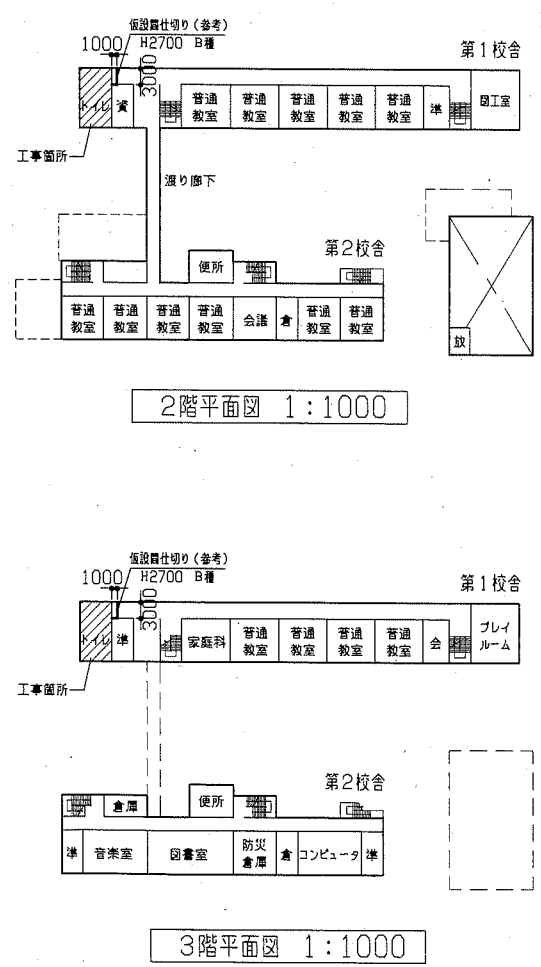 仮設間仕切り(参考)
1000 H2700 B種
3000
第1校舎
トイレ 資 普通教室 普通教室 普通教室 普通教室 普通教室 準 図工室
工事箇所
渡り廊下
第2校舎
便所
普通教室 普通教室 普通教室 普通教室 会議 倉 普通教室 普通教室
放
2階平面図 1:1000
仮設間仕切り(参考)
1000 H2700 B種
3000
第1校舎
トイレ 準 家庭科 普通教室 普通教室 普通教室 普通教室 会 プレイルーム
工事箇所
第2校舎
倉庫 便所
準 音楽室 図書室 防災倉庫 倉 コンピュータ 準
3階平面図 1:1000